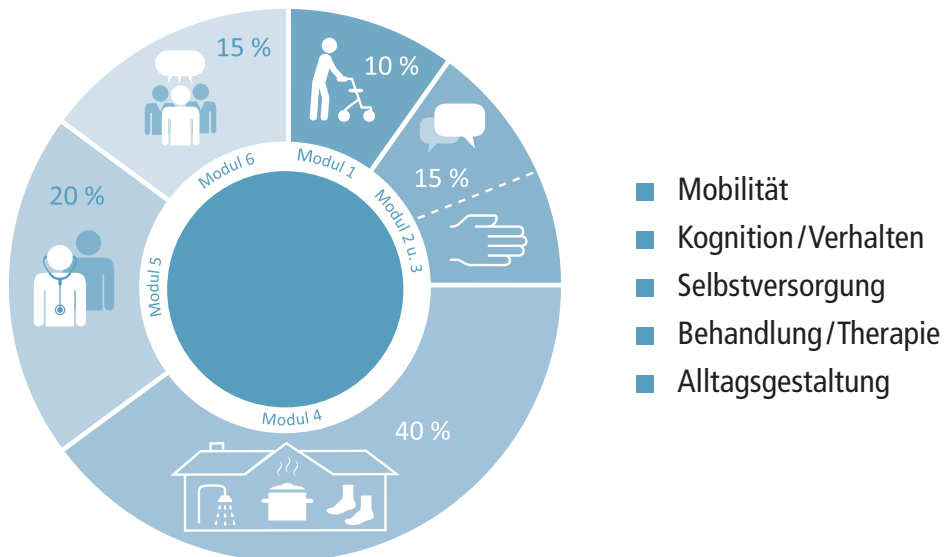 15 %
10 %
15 %
20 %
40 %
Modul 1
Modul 2 u. 3
Modul 4
Modul 5
Modul 6
Mobilität
Kognition/Verhalten
Selbstversorgung
Behandlung/Therapie
Alltagsgestaltung